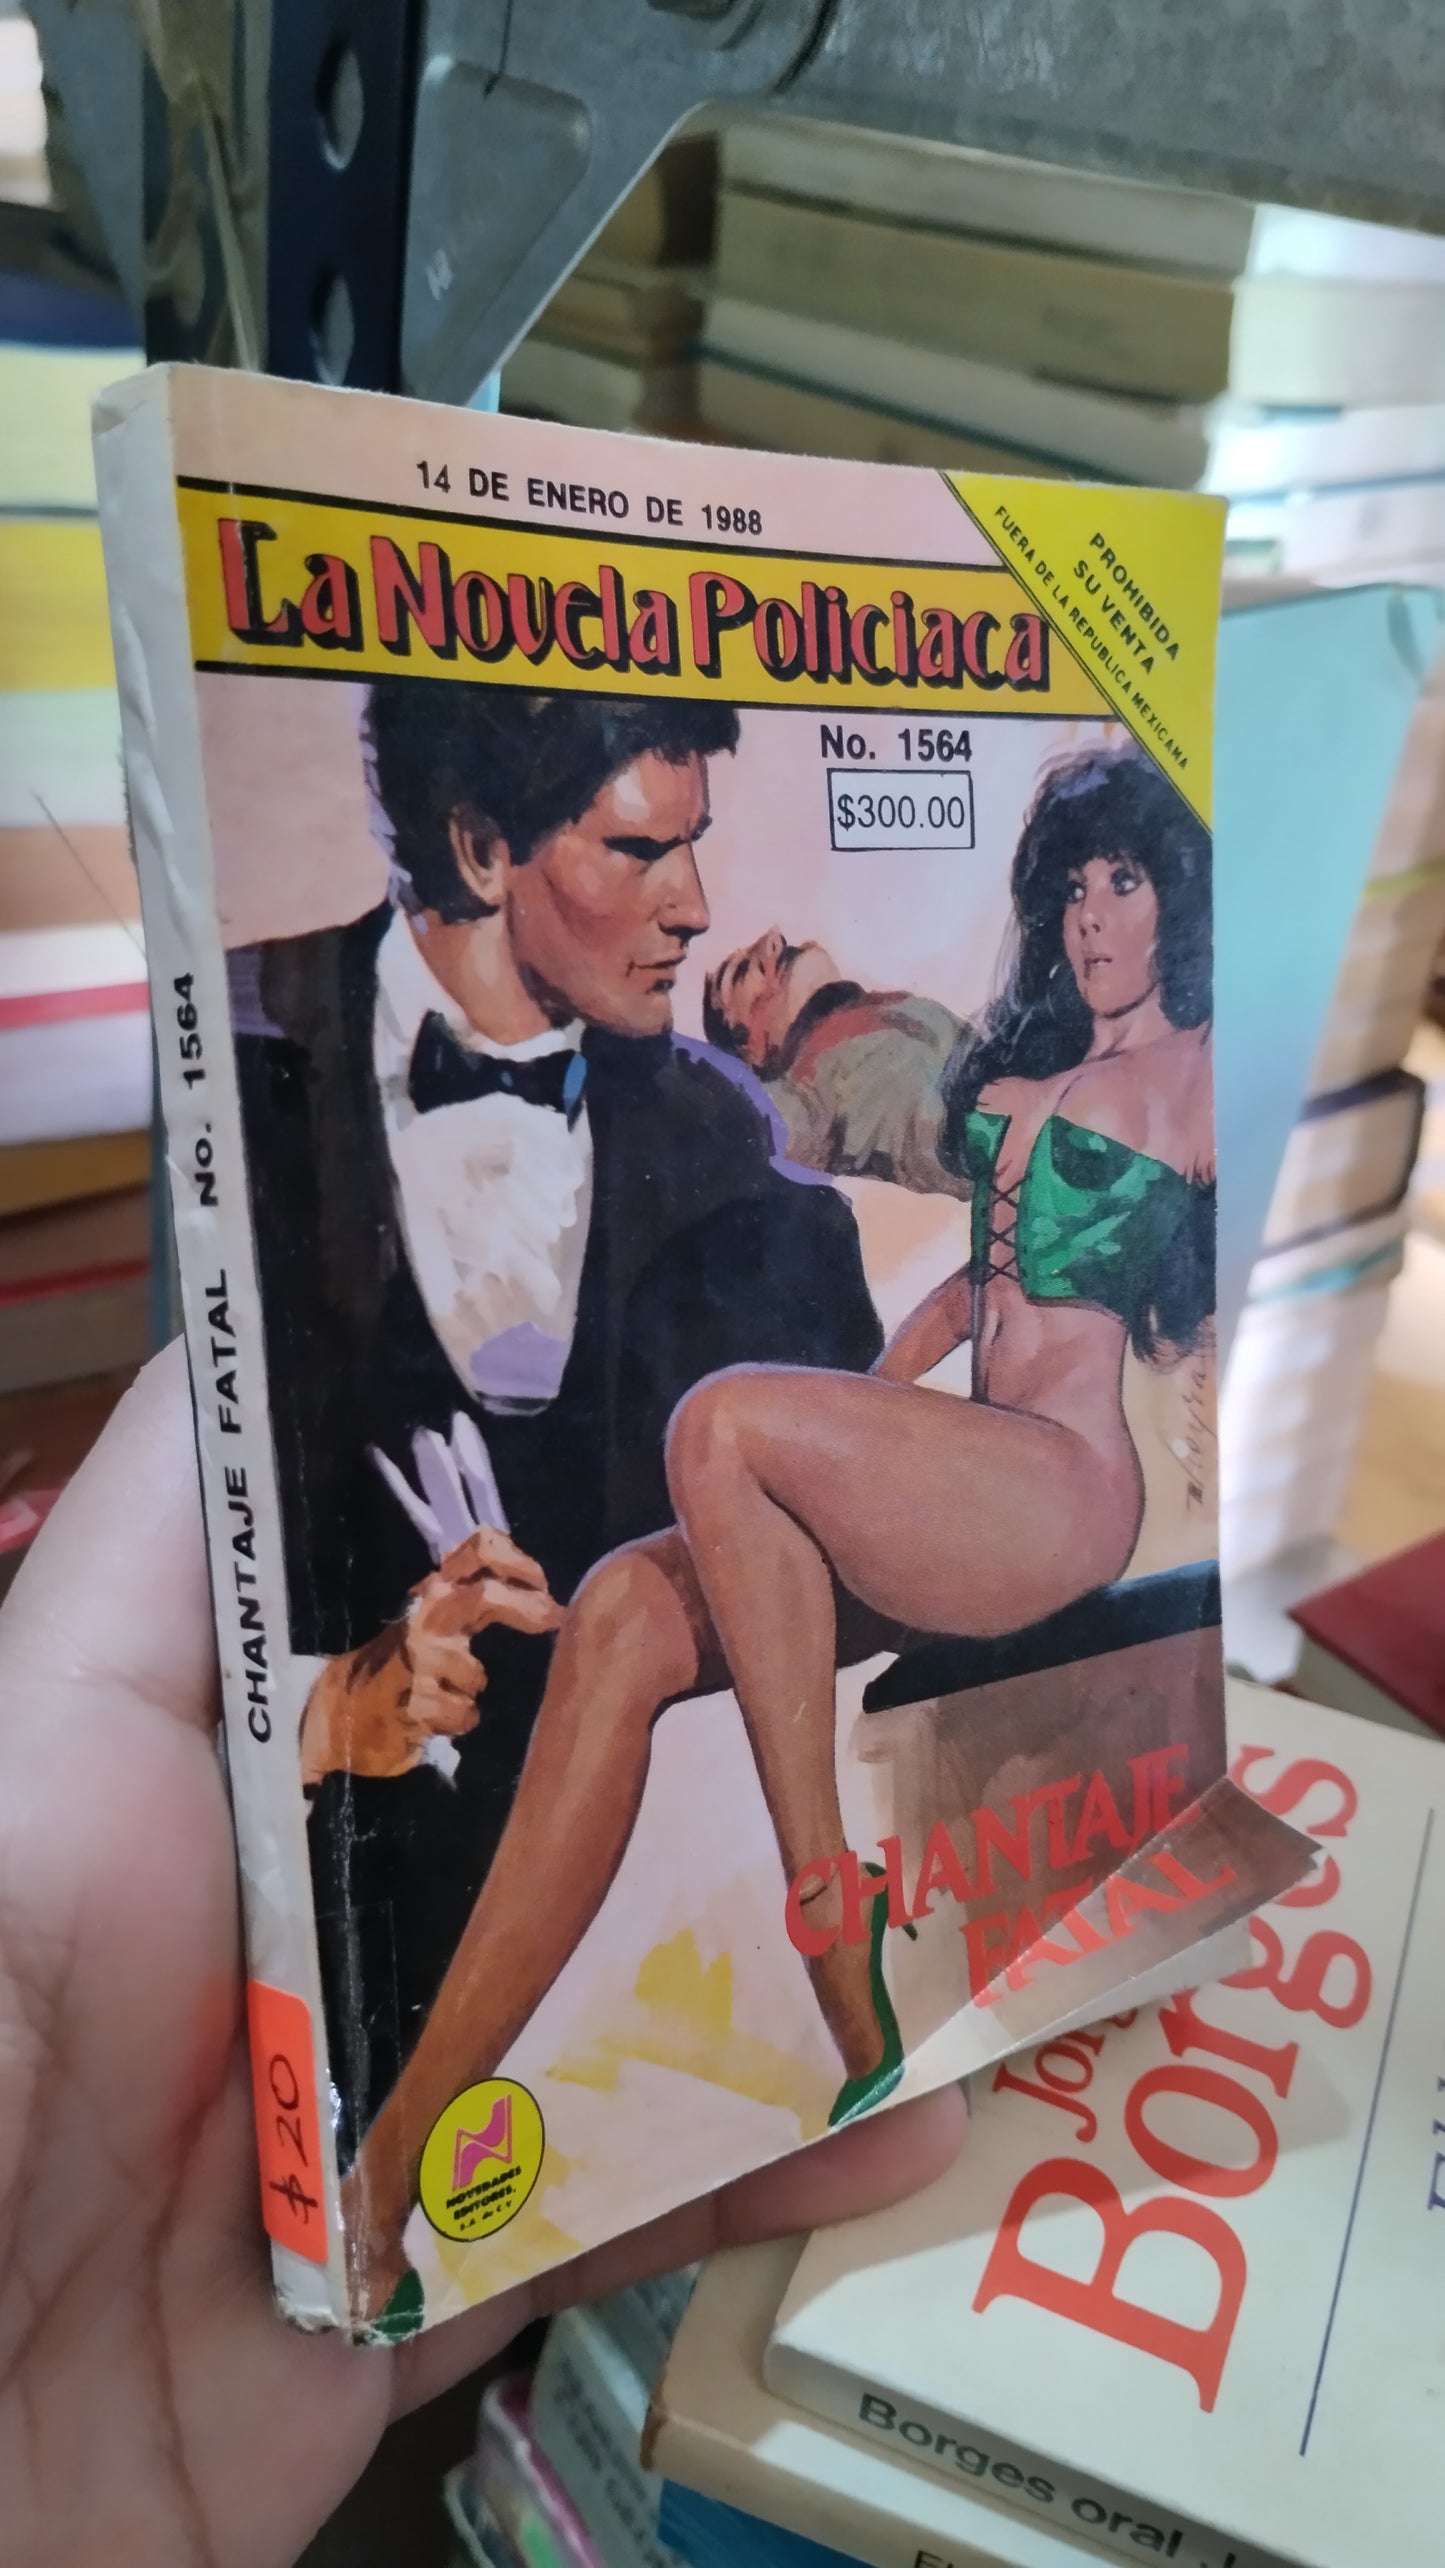 14 DE ENERO DE 1988
PROHIBIDA
SU VENTA
FUERA DE LA REPUBLICA MEXICANA
La Novela Policiaca
No. 1564
$300.00
CHANTAJE
FATAL
NOVEDADES
EDITORES,
S.A. de C.V.
CHANTAJE FATAL No. 1564
$20
Borges
Borges oral